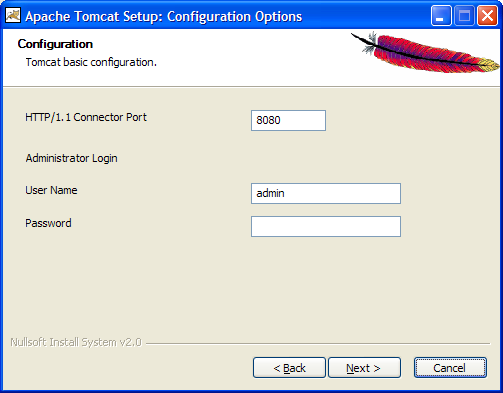 Apache Tomcat Setup: Configuration Options
Configuration
Tomcat basic configuration.
HTTP/1.1 Connector Port 8080
Administrator Login
User Name admin
Password
Nullsoft Install System v2.0
< Back Next > Cancel